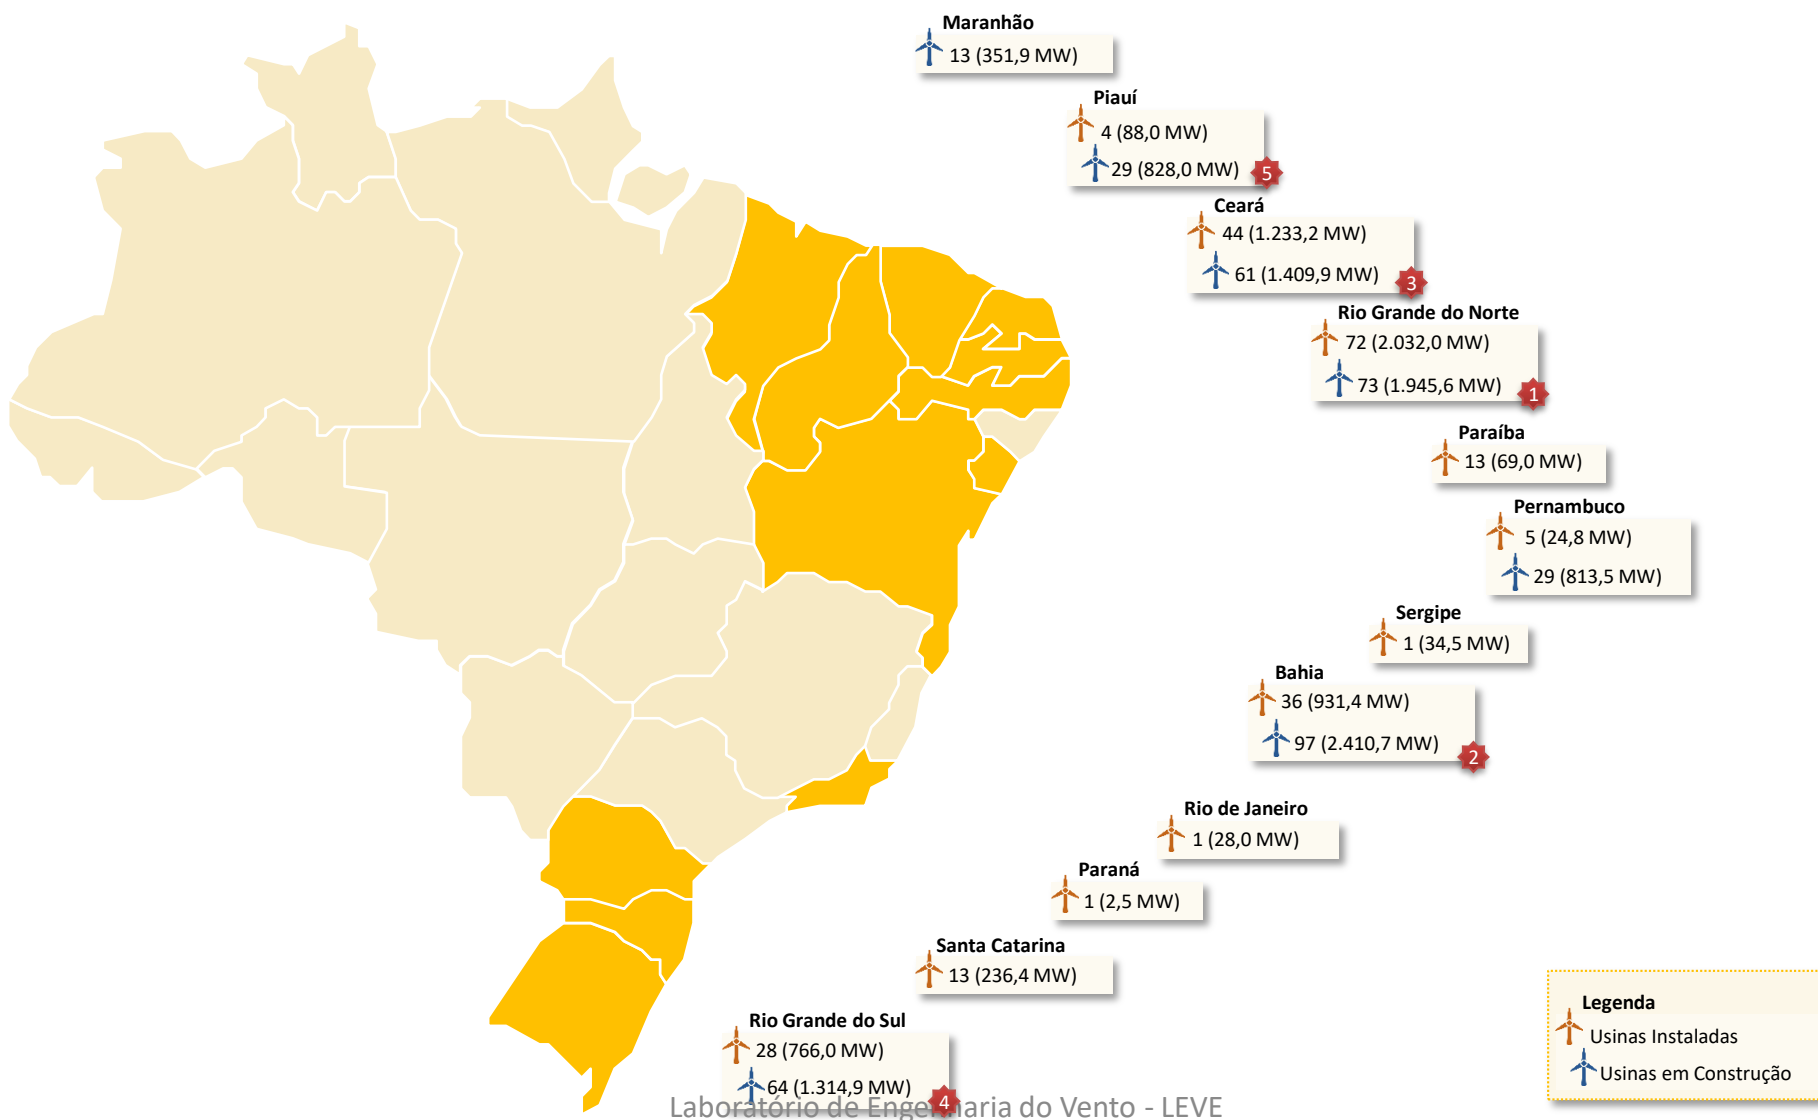 Maranhão
13 (351,9 MW)
Piauí
4 (88,0 MW)
29 (828,0 MW)
5
Ceará
44 (1.233,2 MW)
61 (1.409,9 MW)
3
Rio Grande do Norte
72 (2.032,0 MW)
73 (1.945,6 MW)
1
Paraíba
13 (69,0 MW)
Pernambuco
5 (24,8 MW)
29 (813,5 MW)
Sergipe
1 (34,5 MW)
Bahia
36 (931,4 MW)
97 (2.410,7 MW)
2
Rio de Janeiro
1 (28,0 MW)
Paraná
1 (2,5 MW)
Santa Catarina
13 (236,4 MW)
Rio Grande do Sul
28 (766,0 MW)
64 (1.314,9 MW)
4
Legenda
Usinas Instaladas
Usinas em Construção
Laboratório de Engenharia do Vento - LEVE